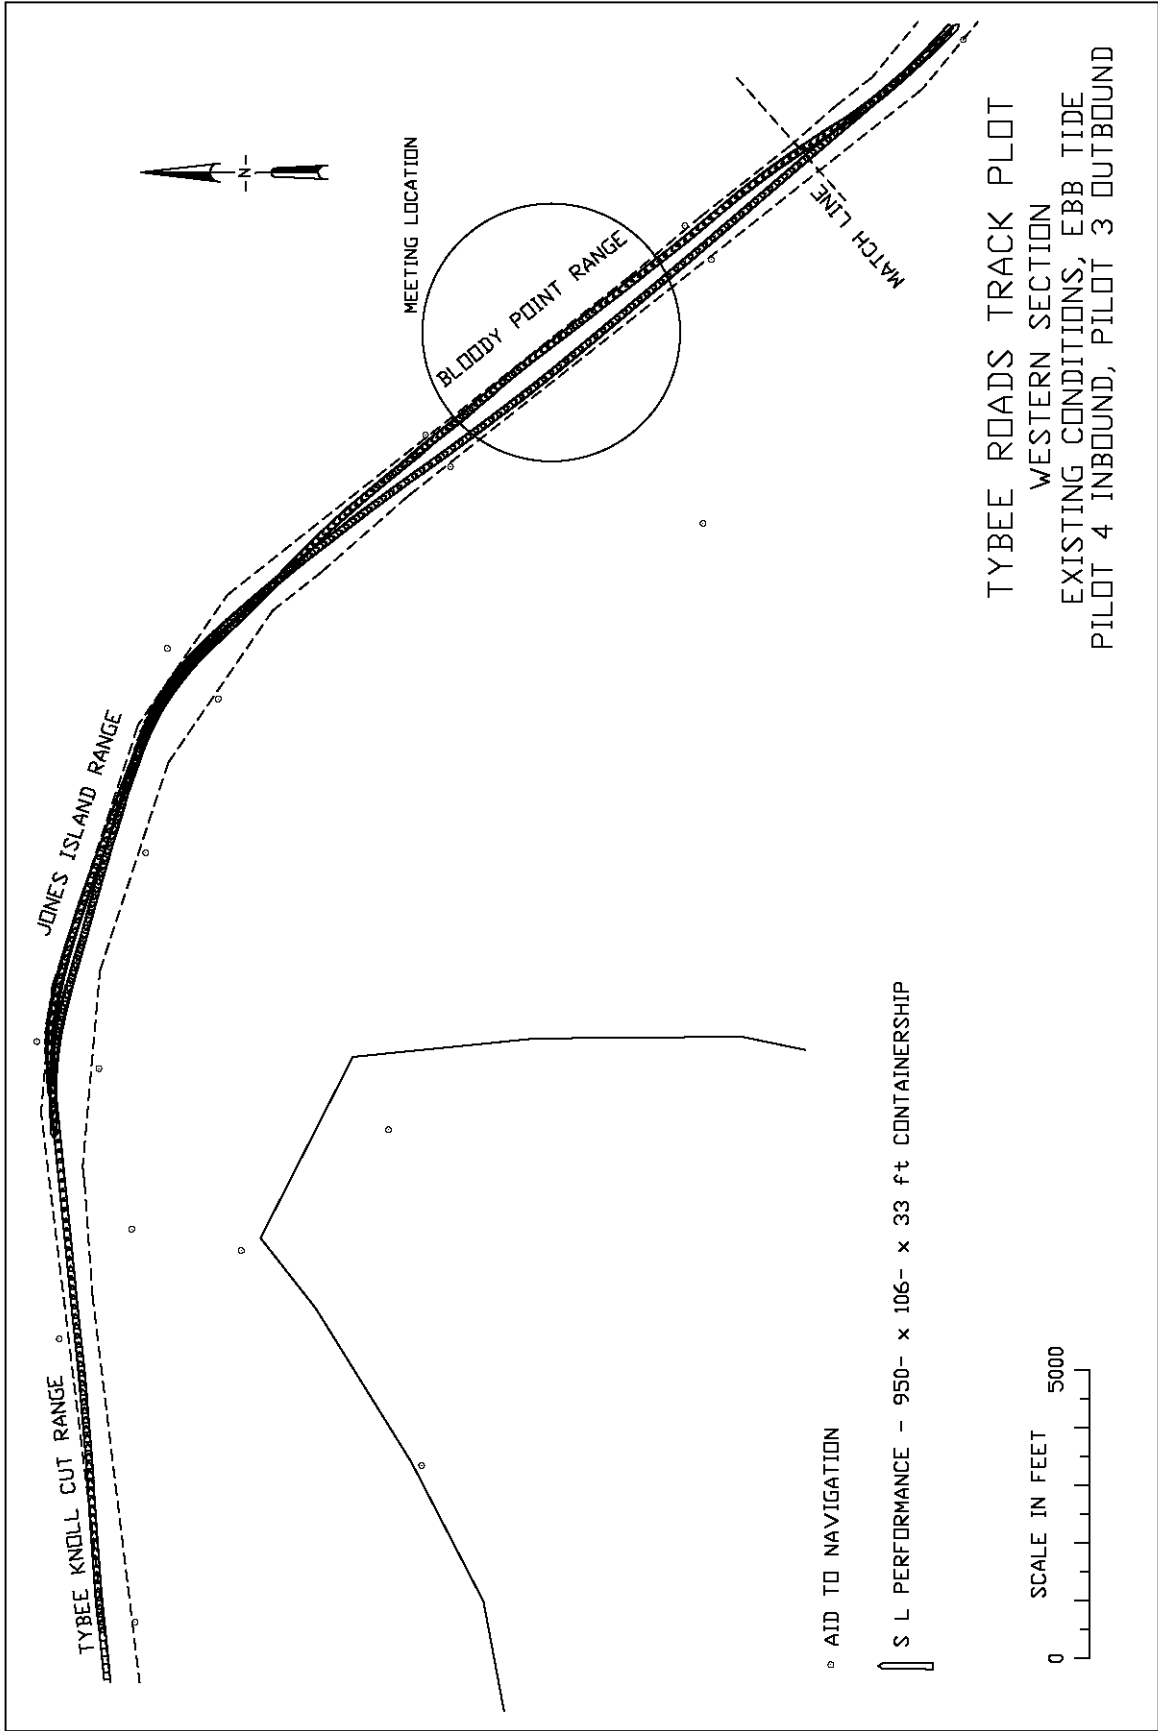 TYBEE KNOLL CUT RANGE
JONES ISLAND RANGE
MEETING LOCATION
-N-
BLOODY POINT RANGE
MATCH LINE
AID TO NAVIGATION
S L PERFORMANCE - 950- x 106- x 33 ft CONTAINERSHIP
SCALE IN FEET
0 5000
TYBEE ROADS TRACK PLOT
WESTERN SECTION
EXISTING CONDITIONS, EBB TIDE
PILOT 4 INBOUND, PILOT 3 OUTBOUND